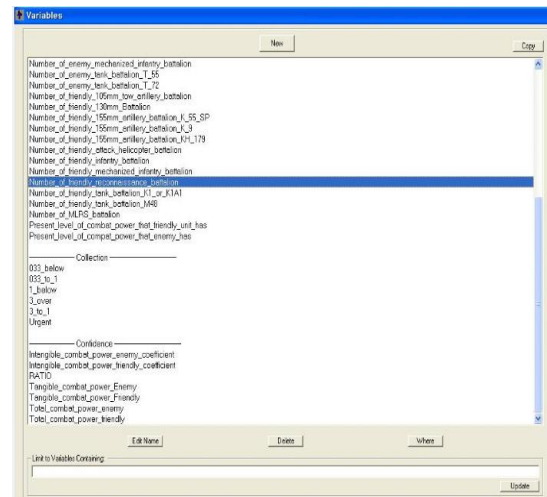 Variables
New
Copy
Number_of_enemy_mechanized_infantry_battalion
Number_of_enemy_tank_battalion_T_55
Number_of_enemy_tank_battalion_T_72
Number_of_friendly_105mm_tow_artillery_battalion
Number_of_friendly_130mm_Battalion
Number_of_friendly_155mm_artillery_battalion_K_55_SP
Number_of_friendly_155mm_artillery_battalion_K_9
Number_of_friendly_155mm_artillery_battalion_KH_179
Number_of_friendly_attack_helicopter_battalion
Number_of_friendly_infantry_battalion
Number_of_friendly_mechanized_infantry_battalion
Number_of_friendly_reconnaissance_battalion
Number_of_friendly_tank_battalion_K1_or_K1A1
Number_of_friendly_tank_battalion_M48
Number_of_MLRS_battalion
Present_level_of_combat_power_that_friendly_unit_has
Present_level_of_compat_power_that_enemy_has
Collection
033_below
033_to_1
1_below
3_over
3_to_1
Urgent
Confidence
Intangible_combat_power_enemy_coefficient
Intangible_combat_power_friendly_coefficient
RATIO
Tangible_combat_power_Enemy
Tangible_combat_power_Friendly
Total_combat_power_enemy
Total_combat_power_friendly
Edit Name Delete Where
Limit to Variables Containing:
Update